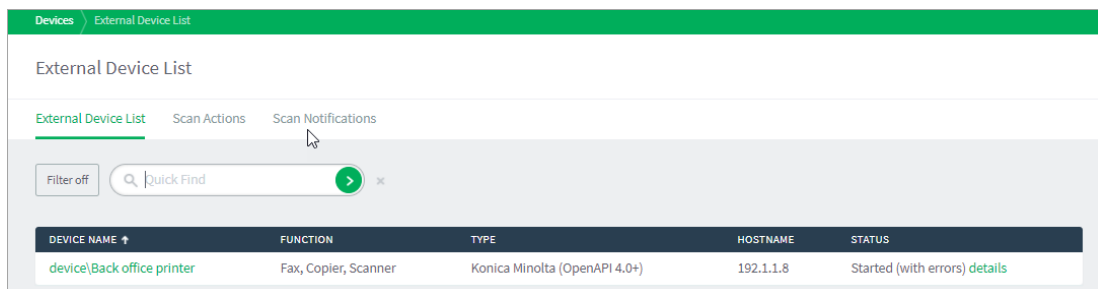 Devices External Device List
External Device List
External Device List Scan Actions Scan Notifications
Filter off Quick Find
DEVICE NAME FUNCTION TYPE HOSTNAME STATUS
device\Back office printer Fax, Copier, Scanner Konica Minolta (OpenAPI 4.0+) 192.1.1.8 Started (with errors) details